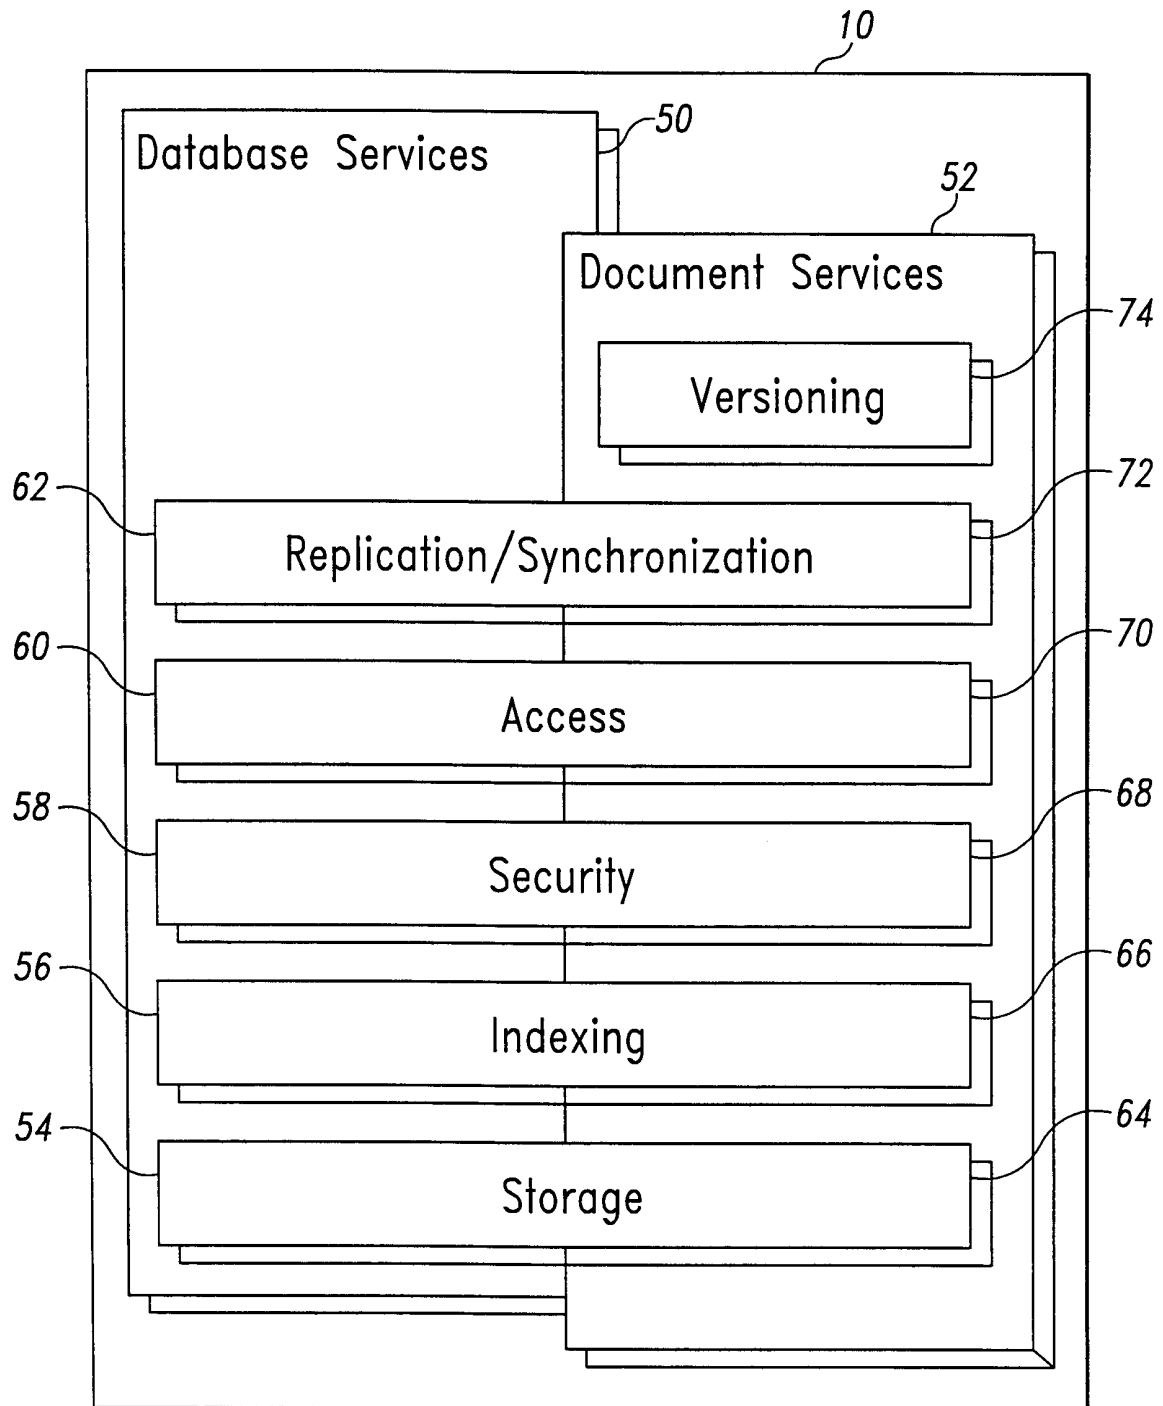 10
50
Database Services
52
Document Services
74
Versioning
62
72
Replication/Synchronization
60
70
Access
58
68
Security
56
66
Indexing
54
64
Storage